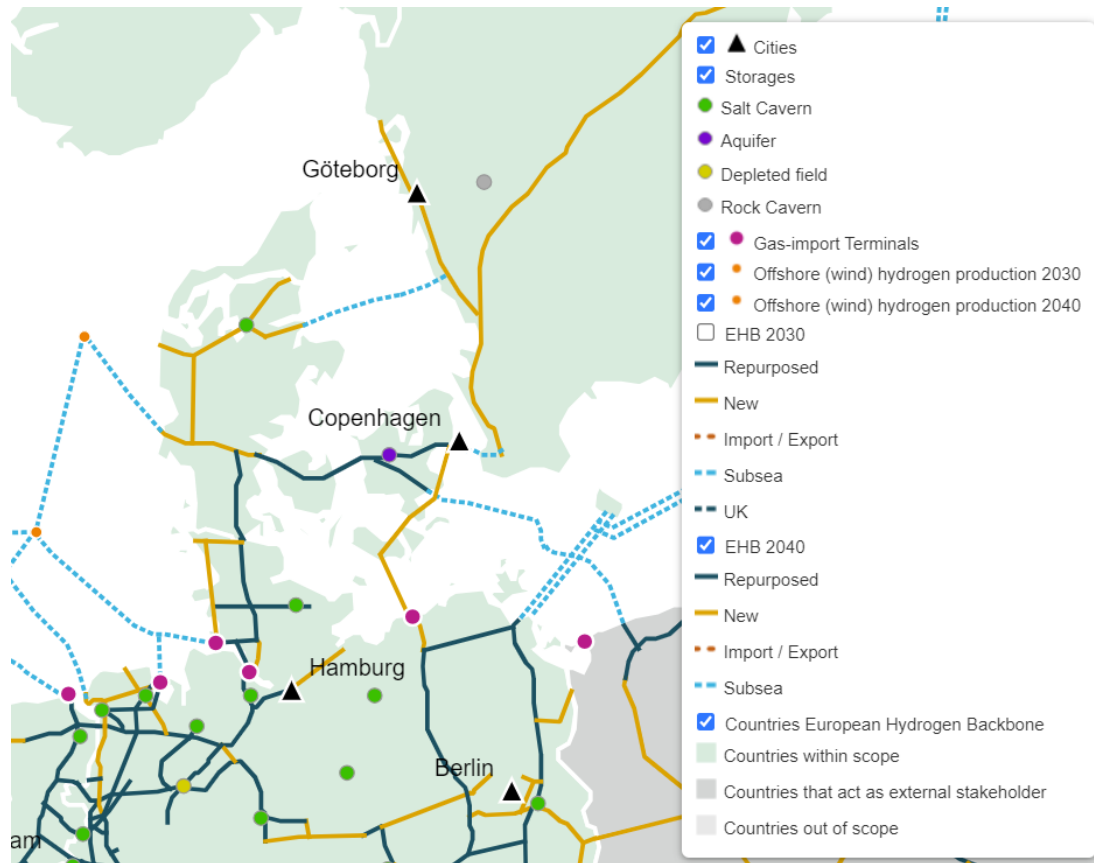 Göteborg
Copenhagen
Hamburg
Berlin
am
Cities
Storages
Salt Cavern
Aquifer
Depleted field
Rock Cavern
Gas-import Terminals
Offshore (wind) hydrogen production 2030
Offshore (wind) hydrogen production 2040
EHB 2030
Repurposed
New
Import / Export
Subsea
UK
EHB 2040
Repurposed
New
Import / Export
Subsea
Countries European Hydrogen Backbone
Countries within scope
Countries that act as external stakeholder
Countries out of scope